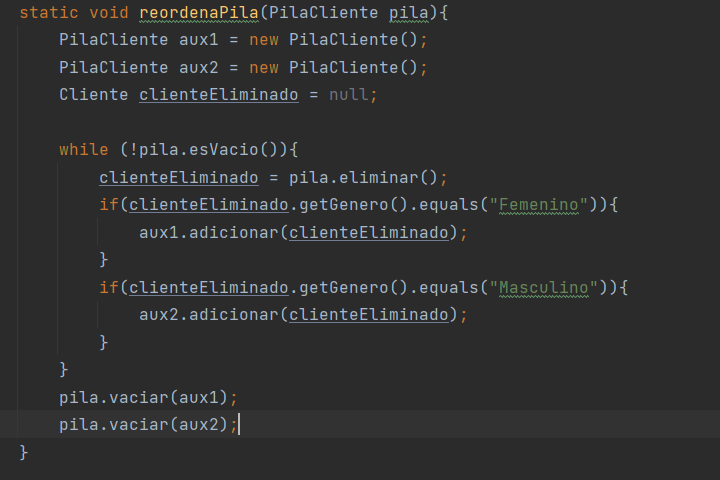 static void reordenaPila(PilaCliente pila){
    PilaCliente aux1 = new PilaCliente();
    PilaCliente aux2 = new PilaCliente();
    Cliente clienteEliminado = null;

    while (!pila.esVacio()){
        clienteEliminado = pila.eliminar();
        if(clienteEliminado.getGenero().equals("Femenino")){
            aux1.adicionar(clienteEliminado);
        }
        if(clienteEliminado.getGenero().equals("Masculino")){
            aux2.adicionar(clienteEliminado);
        }
    }
    pila.vaciar(aux1);
    pila.vaciar(aux2);
}